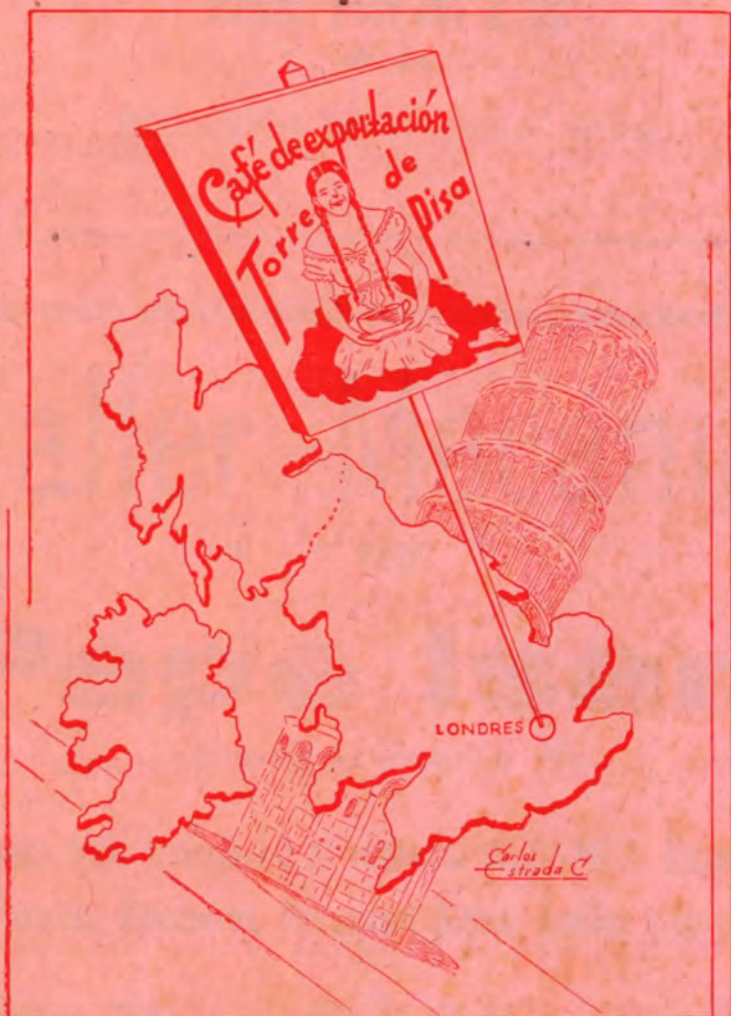 Café de exportación
Torre de Pisa
LONDRES
Carlos
Estrada C.